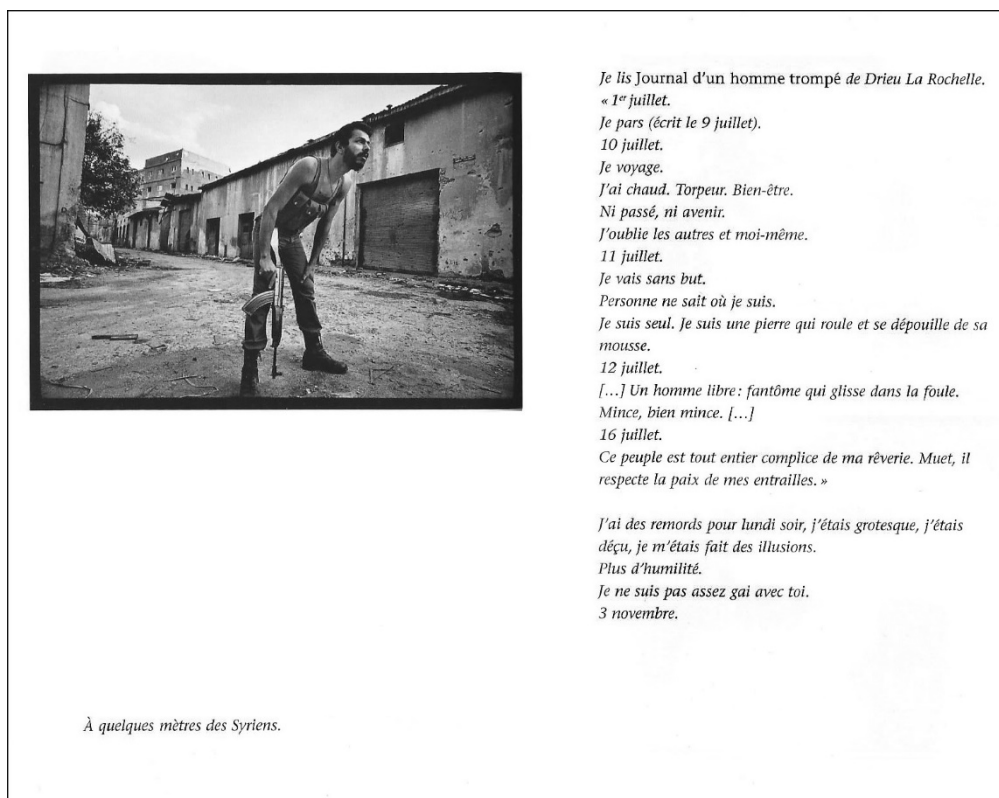 Je lis Journal d'un homme trompé de Drieu La Rochelle.
« 1er juillet.
Je pars (écrit le 9 juillet).
10 juillet.
Je voyage.
J'ai chaud. Torpeur. Bien-être.
Ni passé, ni avenir.
J'oublie les autres et moi-même.
11 juillet.
Je vais sans but.
Personne ne sait où je suis.
Je suis seul. Je suis une pierre qui roule et se dépouille de sa
mousse.
12 juillet.
[...] Un homme libre : fantôme qui glisse dans la foule.
Mince, bien mince. [...]
16 juillet.
Ce peuple est tout entier complice de ma rêverie. Muet, il
respecte la paix de mes entrailles. »
J'ai des remords pour lundi soir, j'étais grotesque, j'étais
déçu, je m'étais fait des illusions.
Plus d'humilité.
Je ne suis pas assez gai avec toi.
3 novembre.
À quelques mètres des Syriens.